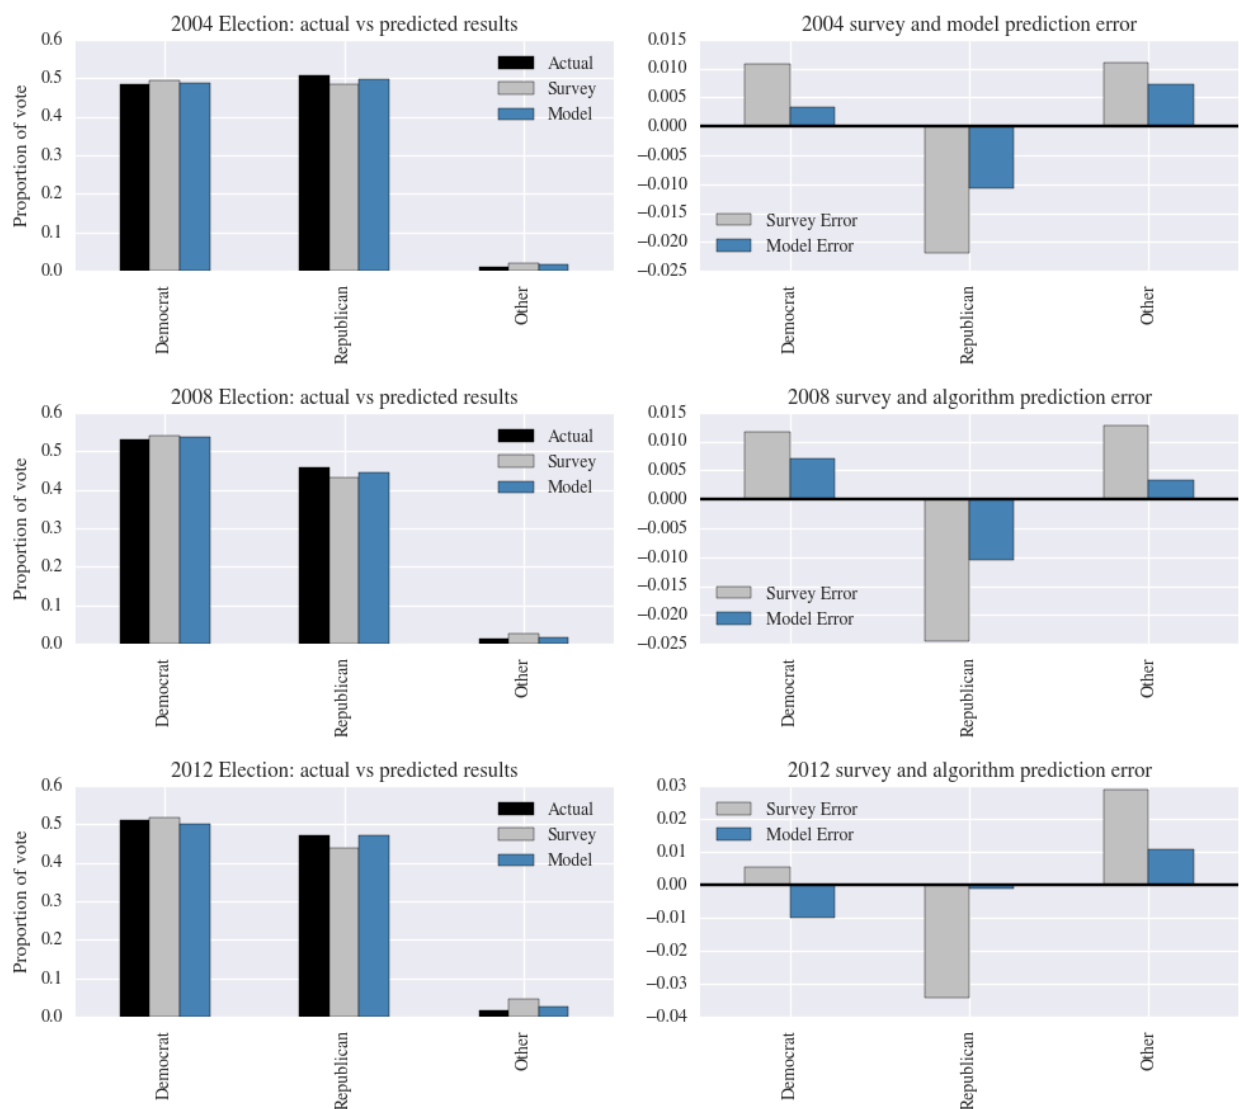 2004 Election: actual vs predicted results
Proportion of vote
0.6
0.5
0.4
0.3
0.2
0.1
0.0
Actual
Survey
Model
Democrat
Republican
Other
2004 survey and model prediction error
0.015
0.010
0.005
0.000
−0.005
−0.010
−0.015
−0.020
−0.025
Survey Error
Model Error
Democrat
Republican
Other
2008 Election: actual vs predicted results
Proportion of vote
0.6
0.5
0.4
0.3
0.2
0.1
0.0
Actual
Survey
Model
Democrat
Republican
Other
2008 survey and algorithm prediction error
0.015
0.010
0.005
0.000
−0.005
−0.010
−0.015
−0.020
−0.025
Survey Error
Model Error
Democrat
Republican
Other
2012 Election: actual vs predicted results
Proportion of vote
0.6
0.5
0.4
0.3
0.2
0.1
0.0
Actual
Survey
Model
Democrat
Republican
Other
2012 survey and algorithm prediction error
0.03
0.02
0.01
0.00
−0.01
−0.02
−0.03
−0.04
Survey Error
Model Error
Democrat
Republican
Other